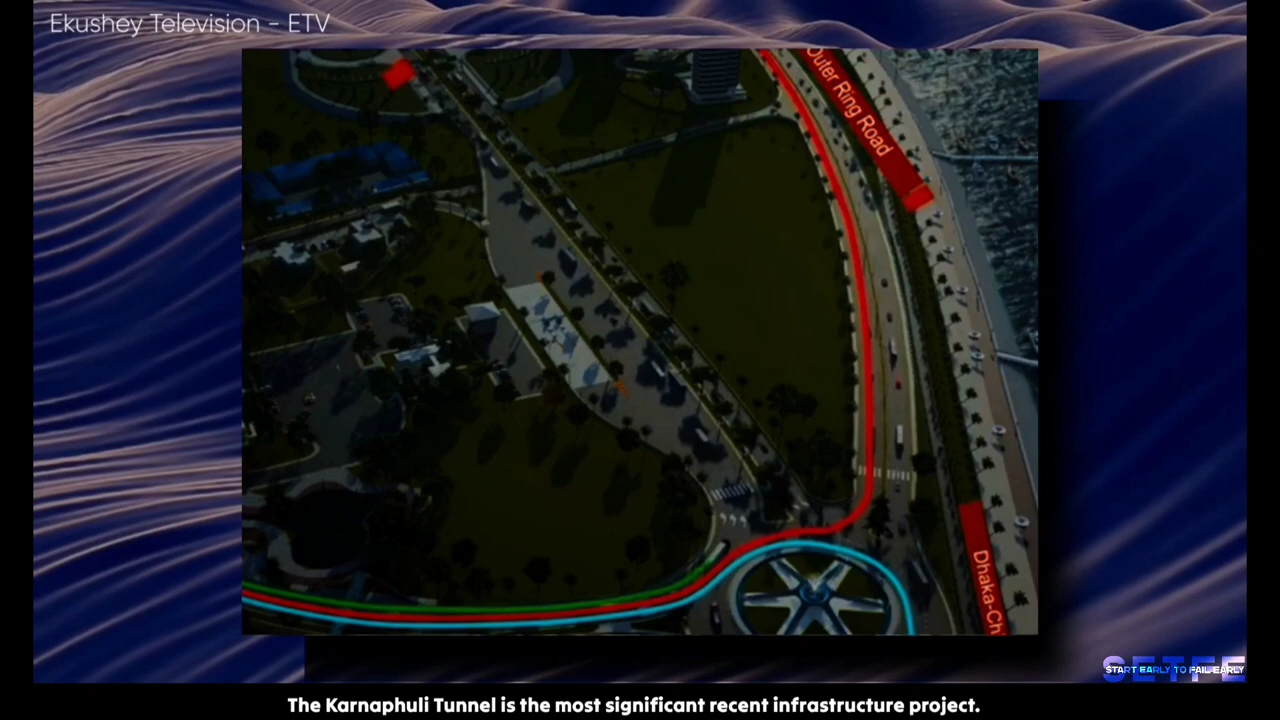 Ekushey Television – ETV
Outer Ring Road
Dhaka-Ch
SETFE
START EARLY TO FAIL EARLY
The Karnaphuli Tunnel is the most significant recent infrastructure project.